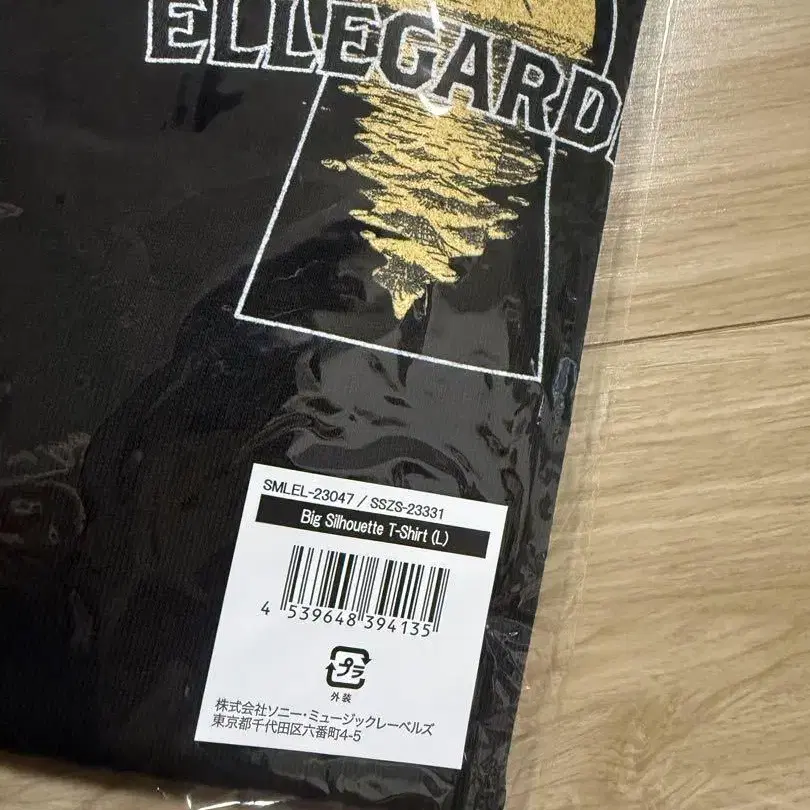 ELLEGARD
SMLEL-23047 / SSZS-23331
Big Silhouette T-Shirt (L)
4 539648 394135
プラ
外装
株式会社ソニー・ミュージックレーベルズ
東京都千代田区六番町4-5